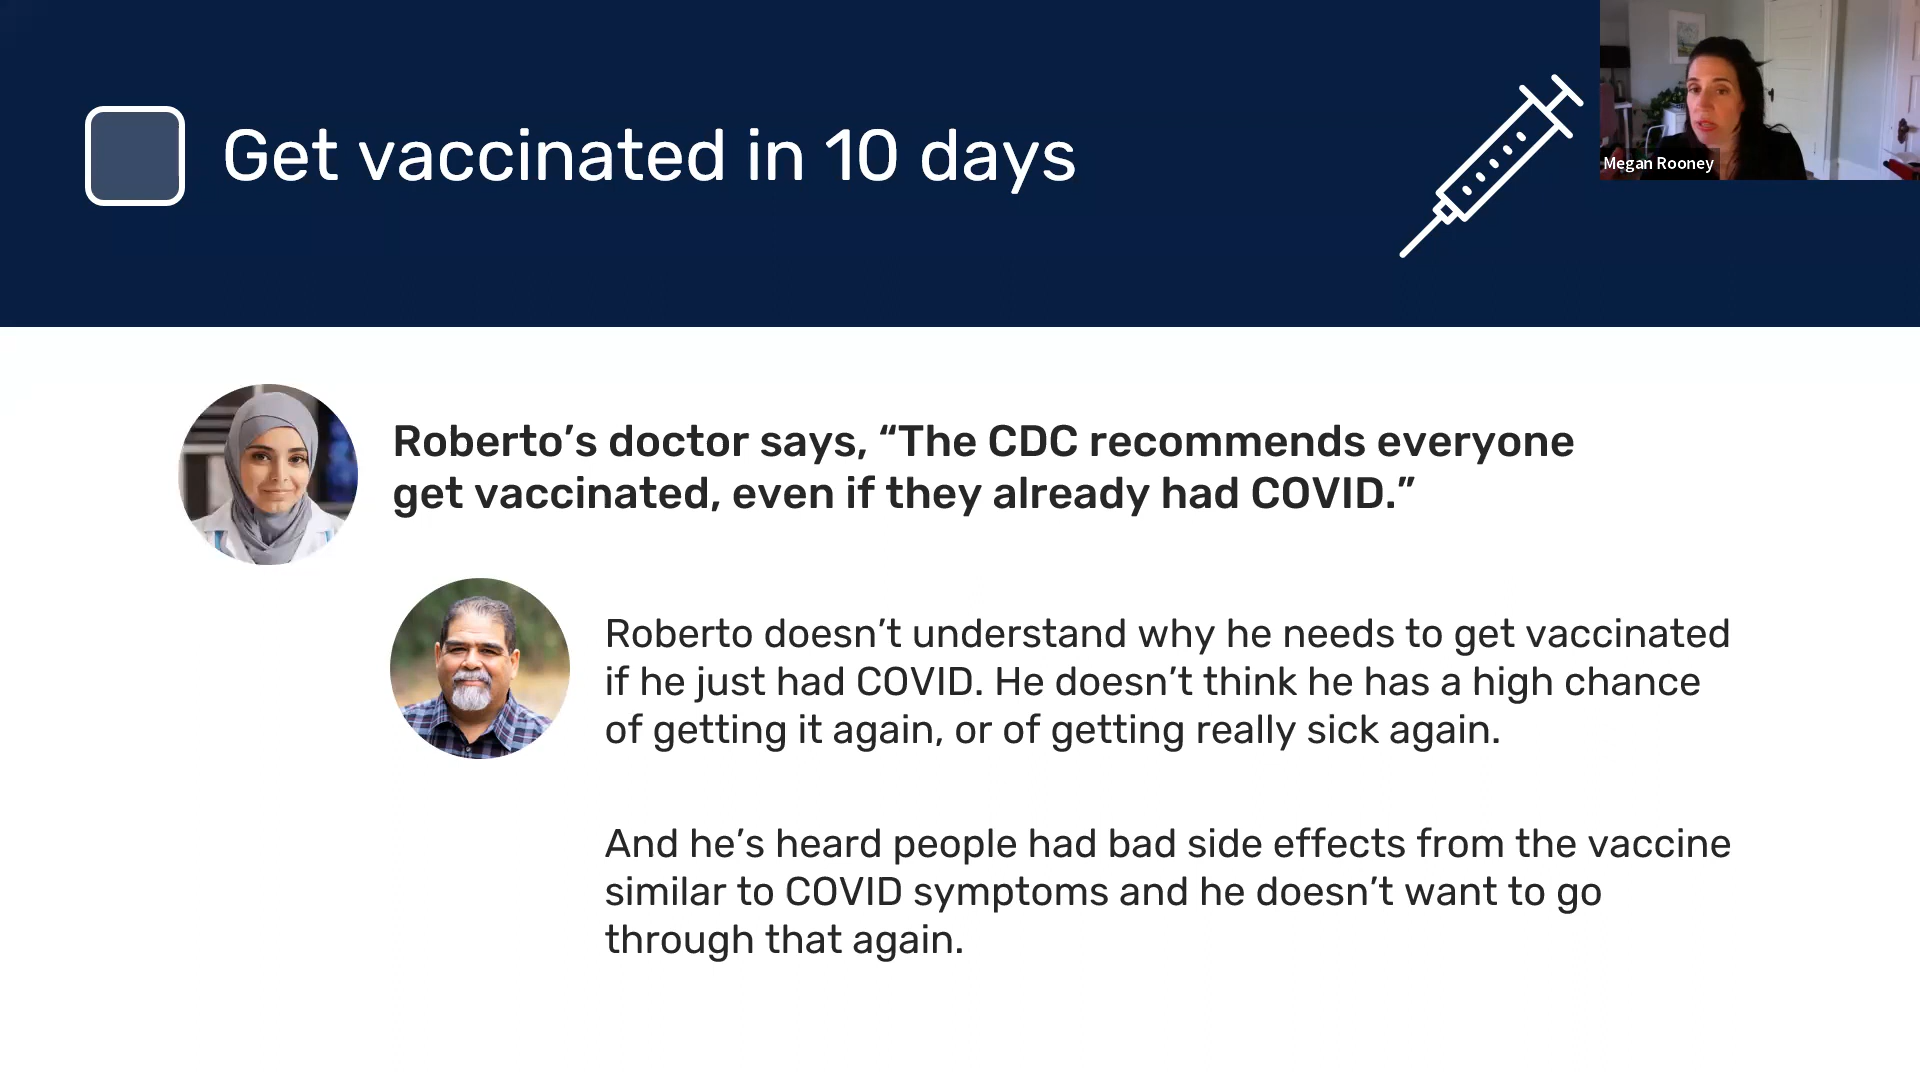 Get vaccinated in 10 days
Megan Rooney
Roberto’s doctor says, “The CDC recommends everyone
get vaccinated, even if they already had COVID.”
Roberto doesn’t understand why he needs to get vaccinated
if he just had COVID. He doesn’t think he has a high chance
of getting it again, or of getting really sick again.
And he’s heard people had bad side effects from the vaccine
similar to COVID symptoms and he doesn’t want to go
through that again.